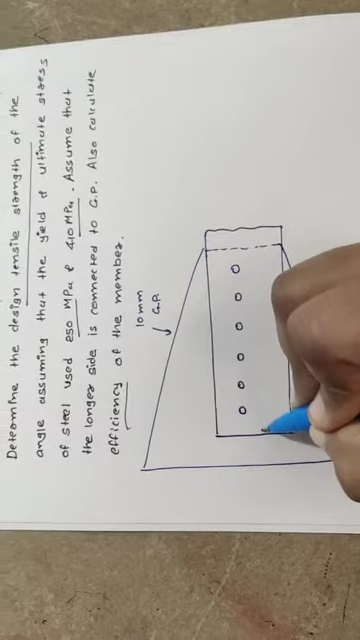 Determine the design tensile strength of the
angle assuming that the yield & ultimate stress
of steel used 250 MPa & 410 MPa. Assume that
the longer side is connected to G.P. Also calculate
efficiency of the member.
10mm
G.P.